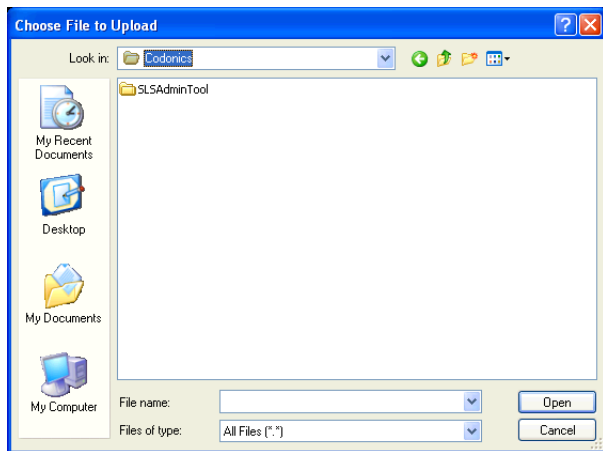 Choose File to Upload
Look in:
Codonics
SLSAdminTool
My Recent
Documents
Desktop
My Documents
My Computer
File name:
Open
Files of type:
All Files (*.*)
Cancel